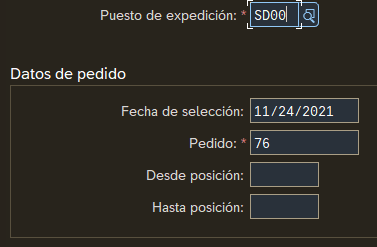 Puesto de expedición: * SD00
Datos de pedido
Fecha de selección: 11/24/2021
Pedido: * 76
Desde posición:
Hasta posición: